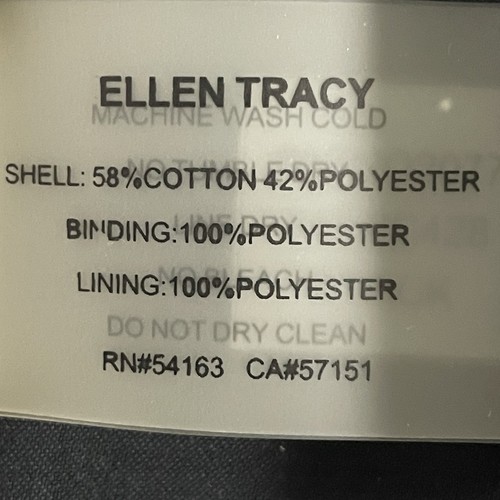 ELLEN TRACY
MACHINE WASH COLD
SHELL: 58%COTTON 42%POLYESTER
NO TUMBLE DRY
BINDING:100%POLYESTER
LINE DRY
LINING:100%POLYESTER
NO BLEACH
DO NOT DRY CLEAN
RN#54163 CA#57151